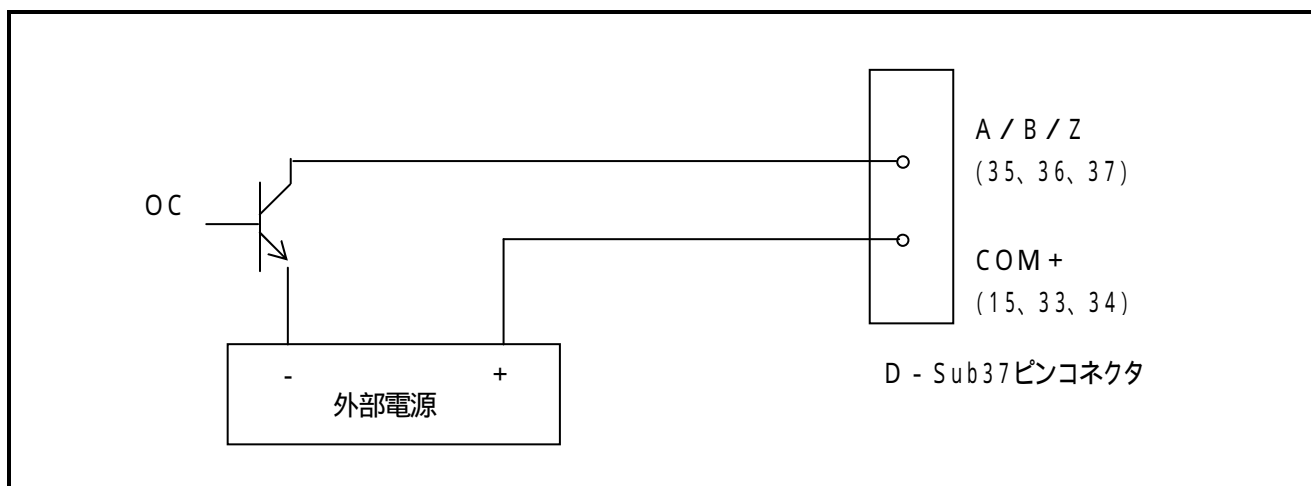 A/B/Z
(35、36、37)
OC
COM+
(15、33、34)
D-Sub37ピンコネクタ
- +
外部電源